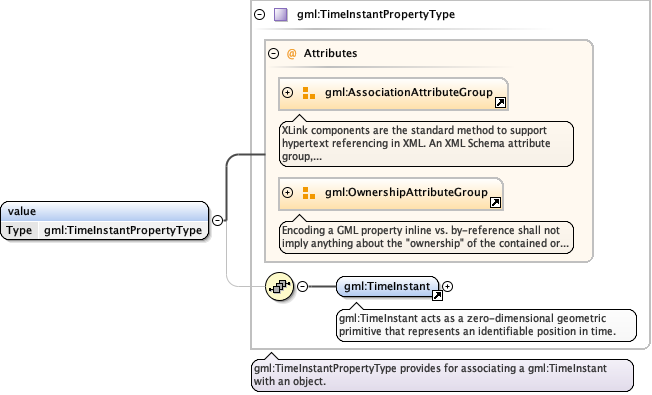 gml:TimeInstantPropertyType
@ Attributes
gml:AssociationAttributeGroup
XLink components are the standard method to support
hypertext referencing in XML. An XML Schema attribute
group,...
gml:OwnershipAttributeGroup
Encoding a GML property inline vs. by-reference shall not
imply anything about the "ownership" of the contained or...
value
Type gml:TimeInstantPropertyType
gml:TimeInstant
gml:TimeInstant acts as a zero-dimensional geometric
primitive that represents an identifiable position in time.
gml:TimeInstantPropertyType provides for associating a gml:TimeInstant
with an object.